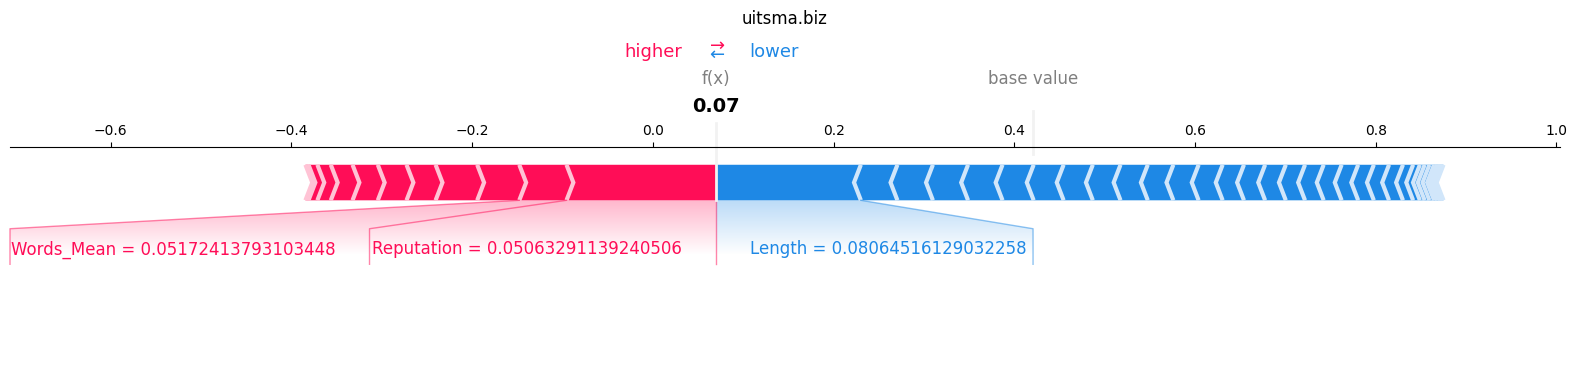 uitsma.biz
higher ⇄ lower
f(x) base value
0.07
−0.6 −0.4 −0.2 0.0 0.2 0.4 0.6 0.8 1.0
Words_Mean = 0.05172413793103448 Reputation = 0.05063291139240506 Length = 0.08064516129032258